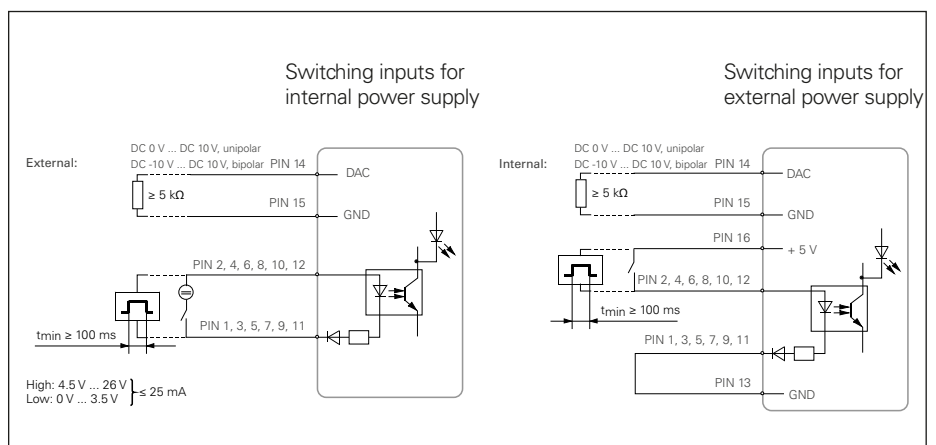 Switching inputs for
internal power supply
Switching inputs for
external power supply
External:
DC 0 V ... DC 10 V, unipolar
DC -10 V ... DC 10 V, bipolar
PIN 14
DAC
≥ 5 kΩ
PIN 15
GND
PIN 2, 4, 6, 8, 10, 12
PIN 1, 3, 5, 7, 9, 11
tmin ≥ 100 ms
High: 4.5 V ... 26 V
Low: 0 V ... 3.5 V
≤ 25 mA
Internal:
DC 0 V ... DC 10 V, unipolar
DC -10 V ... DC 10 V, bipolar
PIN 14
DAC
≥ 5 kΩ
PIN 15
GND
PIN 16
+ 5 V
PIN 2, 4, 6, 8, 10, 12
tmin ≥ 100 ms
PIN 1, 3, 5, 7, 9, 11
PIN 13
GND